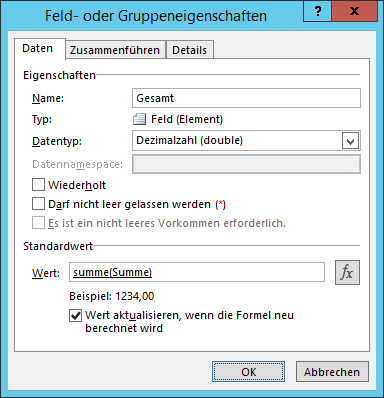 Feld- oder Gruppeneigenschaften
?
Daten Zusammenführen Details
Eigenschaften
Name: Gesamt
Typ: Feld (Element)
Datentyp: Dezimalzahl (double)
Datennamespace:
Wiederholt
Darf nicht leer gelassen werden (*)
Es ist ein nicht leeres Vorkommen erforderlich.
Standardwert
Wert: summe(Summe) fx
Beispiel: 1234,00
Wert aktualisieren, wenn die Formel neu
berechnet wird
OK Abbrechen